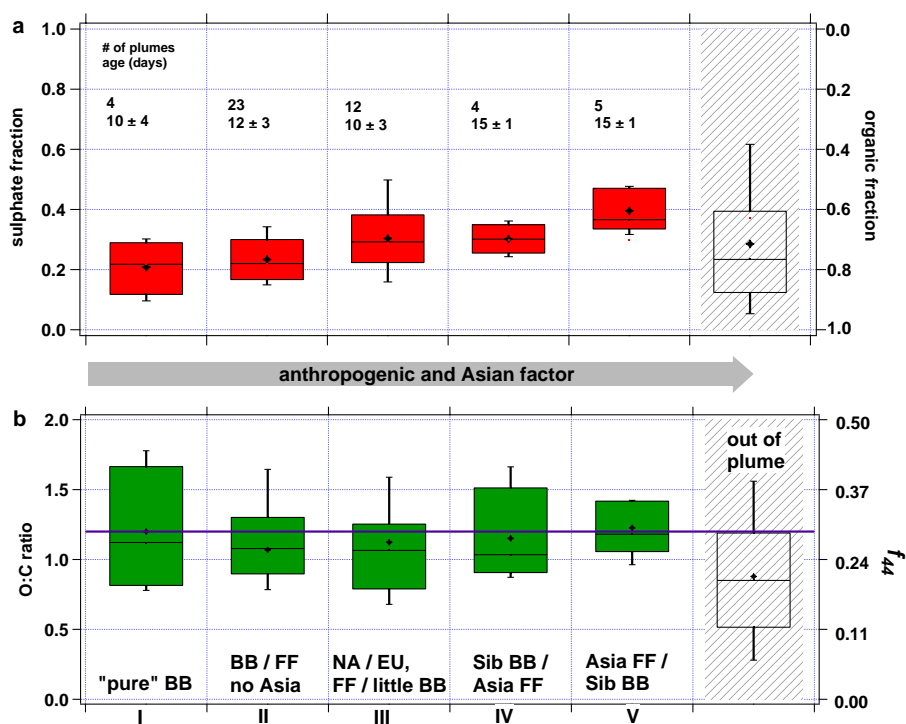 a
1.0
0.8
0.6
0.4
0.2
0.0
sulphate fraction
# of plumes
age (days)
4
10 ± 4
23
12 ± 3
12
10 ± 3
4
15 ± 1
5
15 ± 1
0.0
0.2
0.4
0.6
0.8
1.0
organic fraction
anthropogenic and Asian factor
b
2.0
1.5
1.0
0.5
0.0
O:C ratio
out of
plume
0.50
0.37
0.24
0.11
0.00
f44
"pure" BB
BB / FF
no Asia
NA / EU,
FF / little BB
Sib BB /
Asia FF
Asia FF /
Sib BB
I
II
III
IV
V